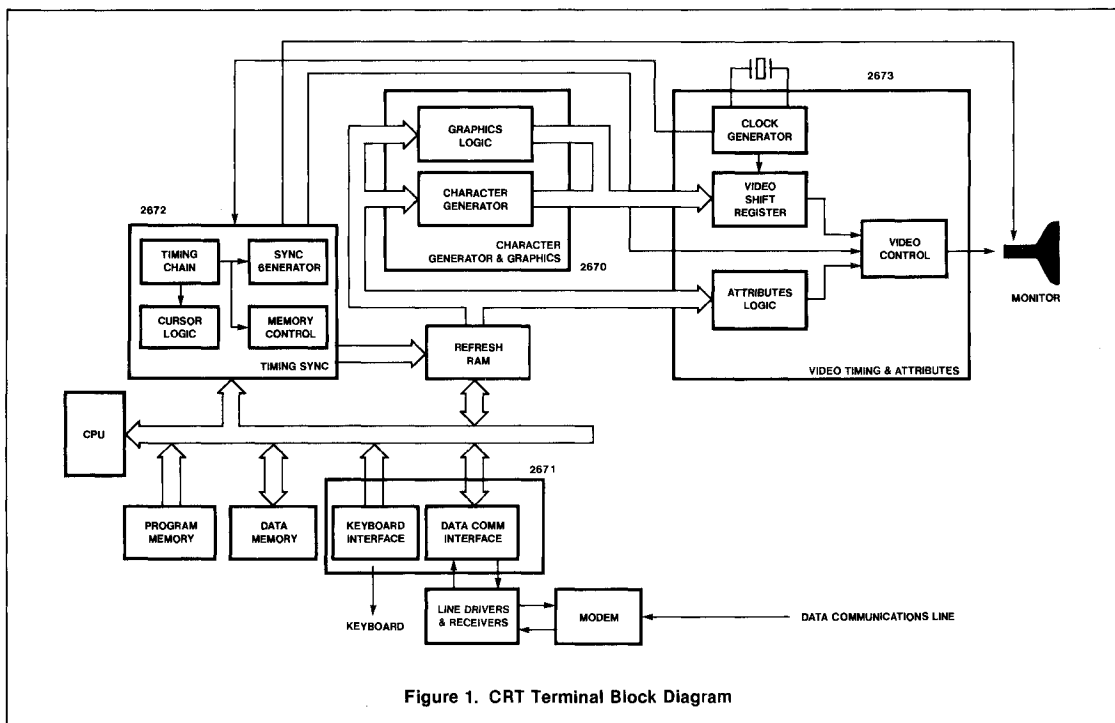 2673
CLOCK
GENERATOR
GRAPHICS
LOGIC
CHARACTER
GENERATOR
VIDEO
SHIFT
REGISTER
2672
TIMING
CHAIN
SYNC
6ENERATOR
CHARACTER
GENERATOR & GRAPHICS
2670
VIDEO
CONTROL
ATTRIBUTES
LOGIC
MONITOR
CURSOR
LOGIC
MEMORY
CONTROL
TIMING SYNC
REFRESH
RAM
VIDEO TIMING & ATTRIBUTES
CPU
2671
PROGRAM
MEMORY
DATA
MEMORY
KEYBOARD
INTERFACE
DATA COMM
INTERFACE
KEYBOARD
LINE DRIVERS
& RECEIVERS
MODEM
DATA COMMUNICATIONS LINE
Figure 1. CRT Terminal Block Diagram